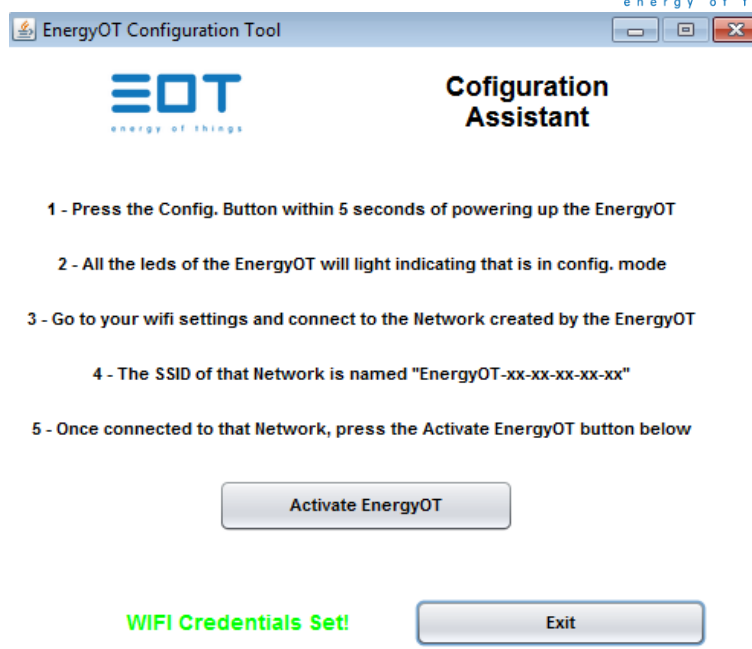 energy of t
EnergyOT Configuration Tool
EOT
energy of things
Cofiguration
Assistant
1 - Press the Config. Button within 5 seconds of powering up the EnergyOT
2 - All the leds of the EnergyOT will light indicating that is in config. mode
3 - Go to your wifi settings and connect to the Network created by the EnergyOT
4 - The SSID of that Network is named "EnergyOT-xx-xx-xx-xx-xx"
5 - Once connected to that Network, press the Activate EnergyOT button below
Activate EnergyOT
WIFI Credentials Set!
Exit